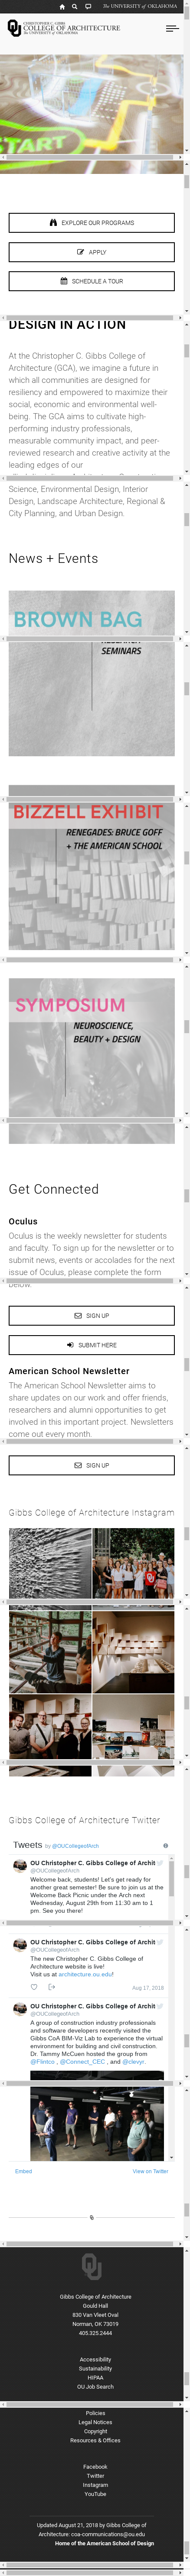 The UNIVERSITY of OKLAHOMA
CHRISTOPHER C. GIBBS
COLLEGE OF ARCHITECTURE
The UNIVERSITY of OKLAHOMA
START
EXPLORE OUR PROGRAMS
APPLY
SCHEDULE A TOUR
DESIGN IN ACTION
At the Christopher C. Gibbs College of
Architecture (GCA), we imagine a future in
which all communities are designed for
resiliency and empowered to maximize their
social, economic and environmental well-
being. The GCA aims to cultivate high-
performing industry professionals,
measurable community impact, and peer-
reviewed research and creative activity at the
leading edges of our
Science, Environmental Design, Interior
Design, Landscape Architecture, Regional &
City Planning, and Urban Design.
News + Events
BROWN BAG
RESEARCH
SEMINARS
BIZZELL EXHIBIT
RENEGADES: BRUCE GOFF
+ THE AMERICAN SCHOOL
SYMPOSIUM
NEUROSCIENCE,
BEAUTY + DESIGN
Get Connected
Oculus
Oculus is the weekly newsletter for students
and faculty. To sign up for the newsletter or to
submit news, events or accolades for the next
issue of Oculus, please complete the form
below.
SIGN UP
SUBMIT HERE
American School Newsletter
The American School Newsletter aims to
share updates on our work and offer friends,
researchers and alumni opportunities to get
involved in this important project. Newsletters
come out every month.
SIGN UP
Gibbs College of Architecture Instagram
Gibbs College of Architecture Twitter
Tweets by @OUCollegeofArch
OU Christopher C. Gibbs College of Archit
@OUCollegeofArch
Welcome back, students! Let's get ready for
another great semester! Be sure to join us at the
Welcome Back Picnic under the Arch next
Wednesday, August 29th from 11:30 am to 1
pm. See you there!
OU Christopher C. Gibbs College of Archit
@OUCollegeofArch
The new Christopher C. Gibbs College of
Architecture website is live!
Visit us at architecture.ou.edu!
Aug 17, 2018
OU Christopher C. Gibbs College of Archit
@OUCollegeofArch
A group of construction industry professionals
and software developers recently visited the
Gibbs CoA BIM-Viz Lab to experience the virtual
environment for building and construction data.
Dr. Tammy McCuen hosted the group from
@Flintco , @Connect_CEC , and @clevyr.
Embed
View on Twitter
Gibbs College of Architecture
Gould Hall
830 Van Vleet Oval
Norman, OK 73019
405.325.2444
Accessibility
Sustainability
HIPAA
OU Job Search
Policies
Legal Notices
Copyright
Resources & Offices
Facebook
Twitter
Instagram
YouTube
Updated August 21, 2018 by Gibbs College of
Architecture: coa-communications@ou.edu
Home of the American School of Design